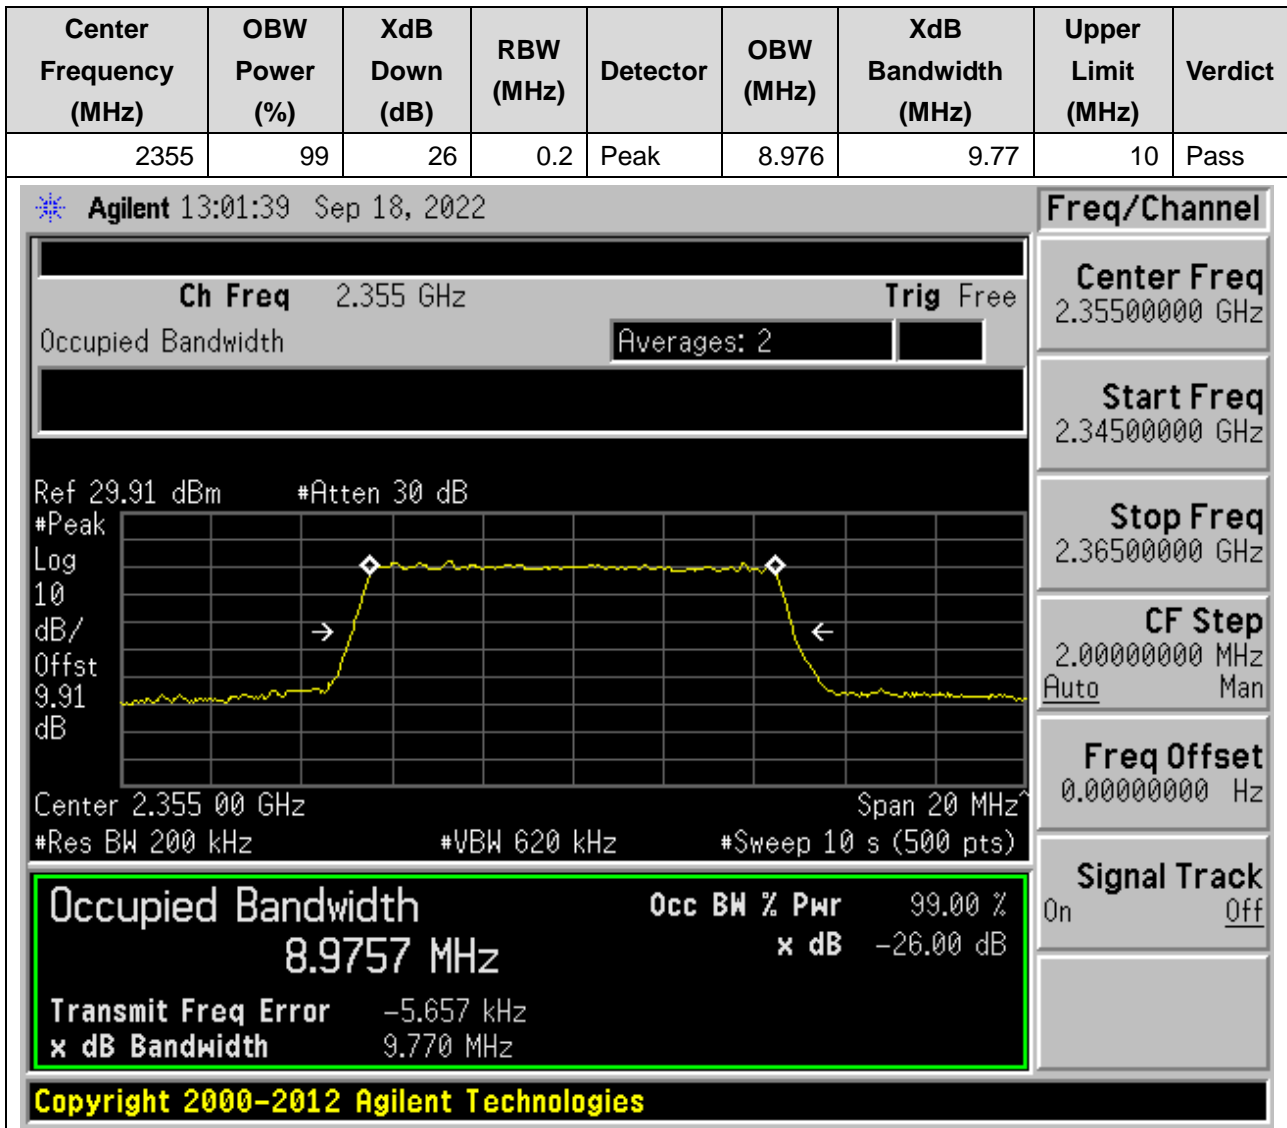 Center Frequency (MHz) OBW Power (%) XdB Down (dB) RBW (MHz) Detector OBW (MHz) XdB Bandwidth (MHz) Upper Limit (MHz) Verdict
2355 99 26 0.2 Peak 8.976 9.77 10 Pass
Agilent 13:01:39 Sep 18, 2022
Freq/Channel
Ch Freq 2.355 GHz Trig Free
Occupied Bandwidth Averages: 2
Center Freq
2.35500000 GHz
Start Freq
2.34500000 GHz
Stop Freq
2.36500000 GHz
CF Step
2.00000000 MHz
Auto Man
Freq Offset
0.00000000 Hz
Signal Track
On Off
Ref 29.91 dBm #Atten 30 dB
#Peak
Log
10
dB/
Offst
9.91
dB
Center 2.355 00 GHz Span 20 MHz^
#Res BW 200 kHz #VBW 620 kHz #Sweep 10 s (500 pts)
Occupied Bandwidth Occ BW % Pwr 99.00 %
8.9757 MHz x dB -26.00 dB
Transmit Freq Error -5.657 kHz
x dB Bandwidth 9.770 MHz
Copyright 2000-2012 Agilent Technologies